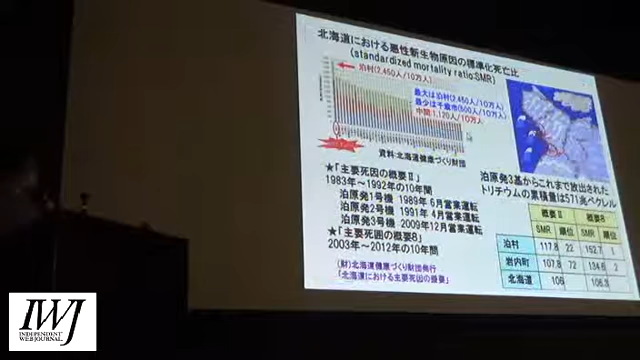 北海道における悪性新生物原因の標準化死亡比
(standardized mortality ratio:SMR)
泊村(2,450人/10万人)
最大は泊村(2,450人/10万人)
最少は千歳市(500人/10万人)
中間:1,120人/10万人
資料:北海道健康づくり財団
★「主要死因の概要Ⅱ」
1983年~1992年の10年間
泊原発1号機 1989年 6月営業運転
泊原発2号機 1991年 4月営業運転
泊原発3号機 2009年12月営業運転
★「主要死因の概要8」
2003年~2012年の10年間
(財)北海道健康づくり財団発行
「北海道における主要死因の概要」
泊原発3基からこれまで放出された
トリチウムの累積量は571兆ベクレル
概要Ⅱ 概要8
SMR 順位 SMR 順位
泊村 117.8 22 152.7 1
岩内町 107.8 72 134.6 2
北海道 106 106.3
IWJ
INDEPENDENT
WEB JOURNAL